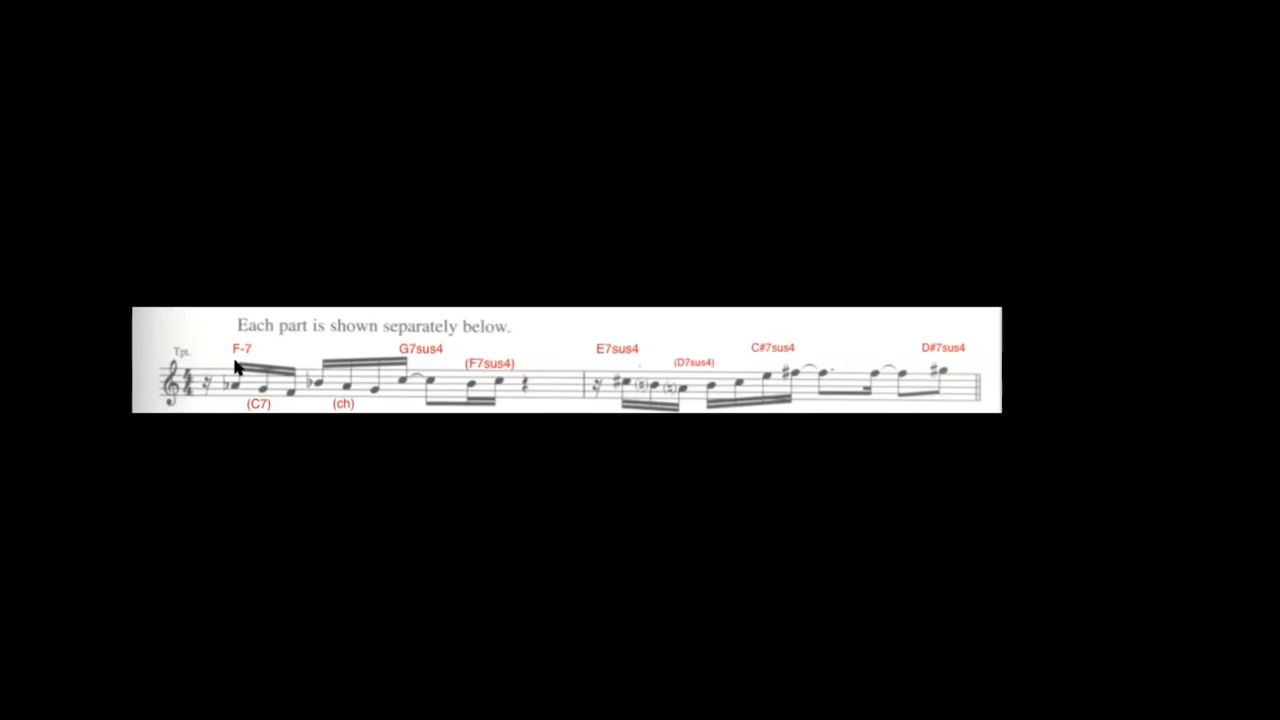 Each part is shown separately below.
Tpt.
F-7 G7sus4 (F7sus4) E7sus4 (D7sus4) C#7sus4 D#7sus4
(C7) (ch)